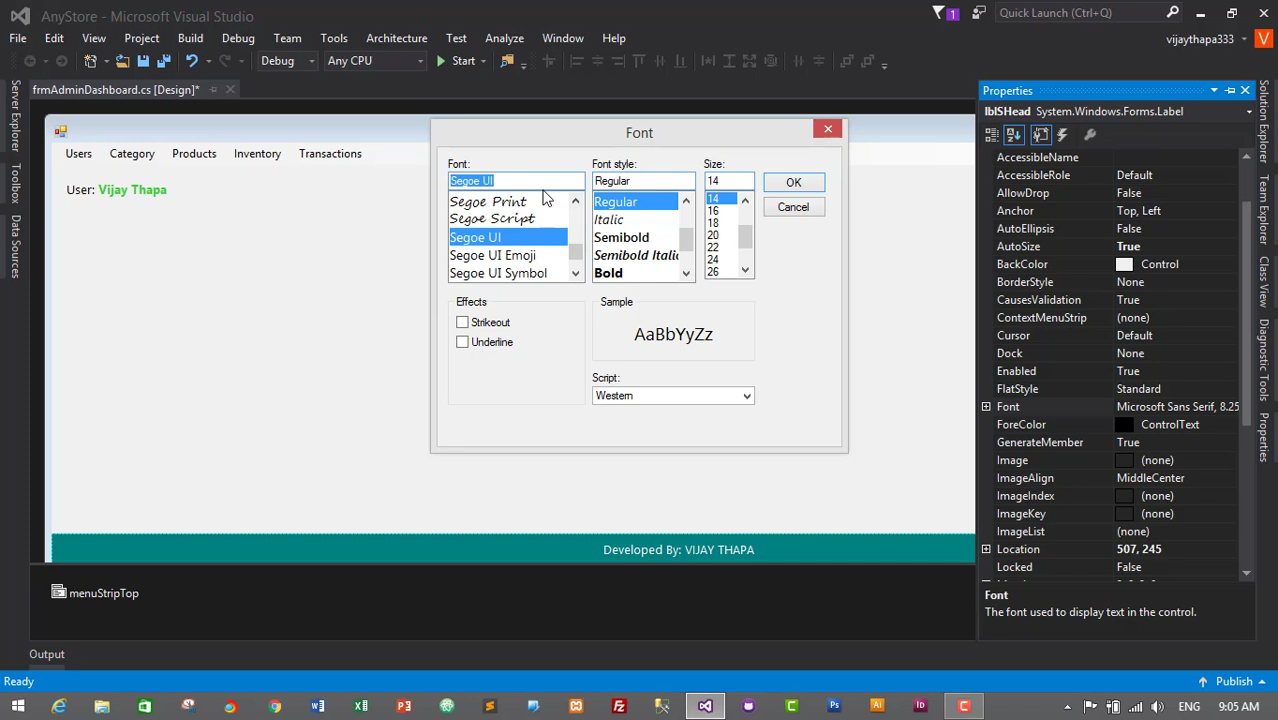 AnyStore - Microsoft Visual Studio
1
Quick Launch (Ctrl+Q)
File Edit View Project Build Debug Team Tools Architecture Test Analyze Window Help
vijaythapa333
V
Debug
Any CPU
Start
frmAdminDashboard.cs [Design]*
Server Explorer
Toolbox
Data Sources
Users Category Products Inventory Transactions
User: Vijay Thapa
Developed By: VIJAY THAPA
menuStripTop
Font
Font:
Font style:
Size:
Segoe UI
Regular
14
OK
Cancel
Segoe Print
Segoe Script
Segoe UI
Segoe UI Emoji
Segoe UI Symbol
Regular
Italic
Semibold
Semibold Itali
Bold
14
16
18
20
22
24
26
Effects
Strikeout
Underline
Sample
AaBbYyZz
Script:
Western
Properties
lblSHead System.Windows.Forms.Label
AccessibleName
AccessibleRole Default
AllowDrop False
Anchor Top, Left
AutoEllipsis False
AutoSize True
BackColor Control
BorderStyle None
CausesValidation True
ContextMenuStrip (none)
Cursor Default
Dock None
Enabled True
FlatStyle Standard
Font Microsoft Sans Serif, 8.25
ForeColor ControlText
GenerateMember True
Image (none)
ImageAlign MiddleCenter
ImageIndex (none)
ImageKey (none)
ImageList (none)
Location 507, 245
Locked False
Font
The font used to display text in the control.
Solution Explorer
Team Explorer
Class View
Diagnostic Tools
Properties
Output
Ready
Publish
ENG
9:05 AM